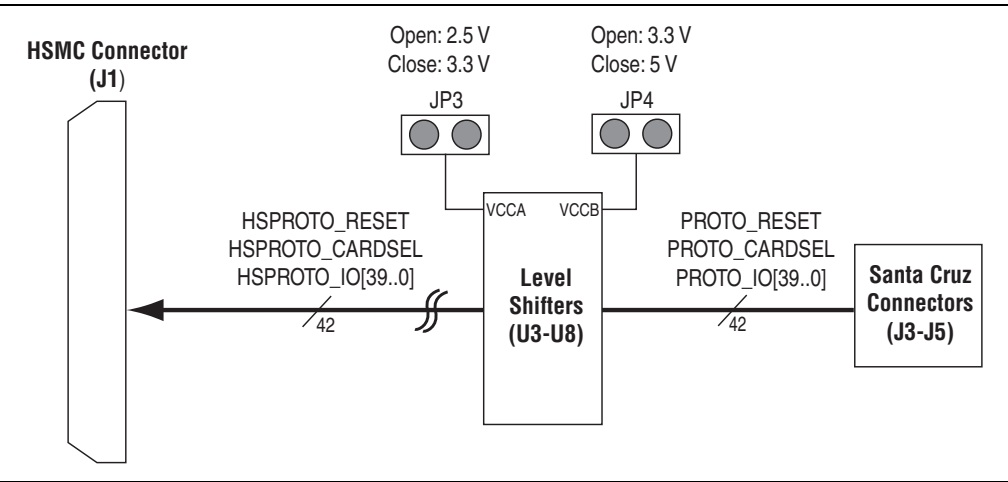 HSMC Connector
(J1)
Open: 2.5 V
Close: 3.3 V
JP3
Open: 3.3 V
Close: 5 V
JP4
VCCA
VCCB
HSPROTO_RESET
HSPROTO_CARDSEL
HSPROTO_IO[39..0]
42
Level
Shifters
(U3-U8)
PROTO_RESET
PROTO_CARDSEL
PROTO_IO[39..0]
42
Santa Cruz
Connectors
(J3-J5)